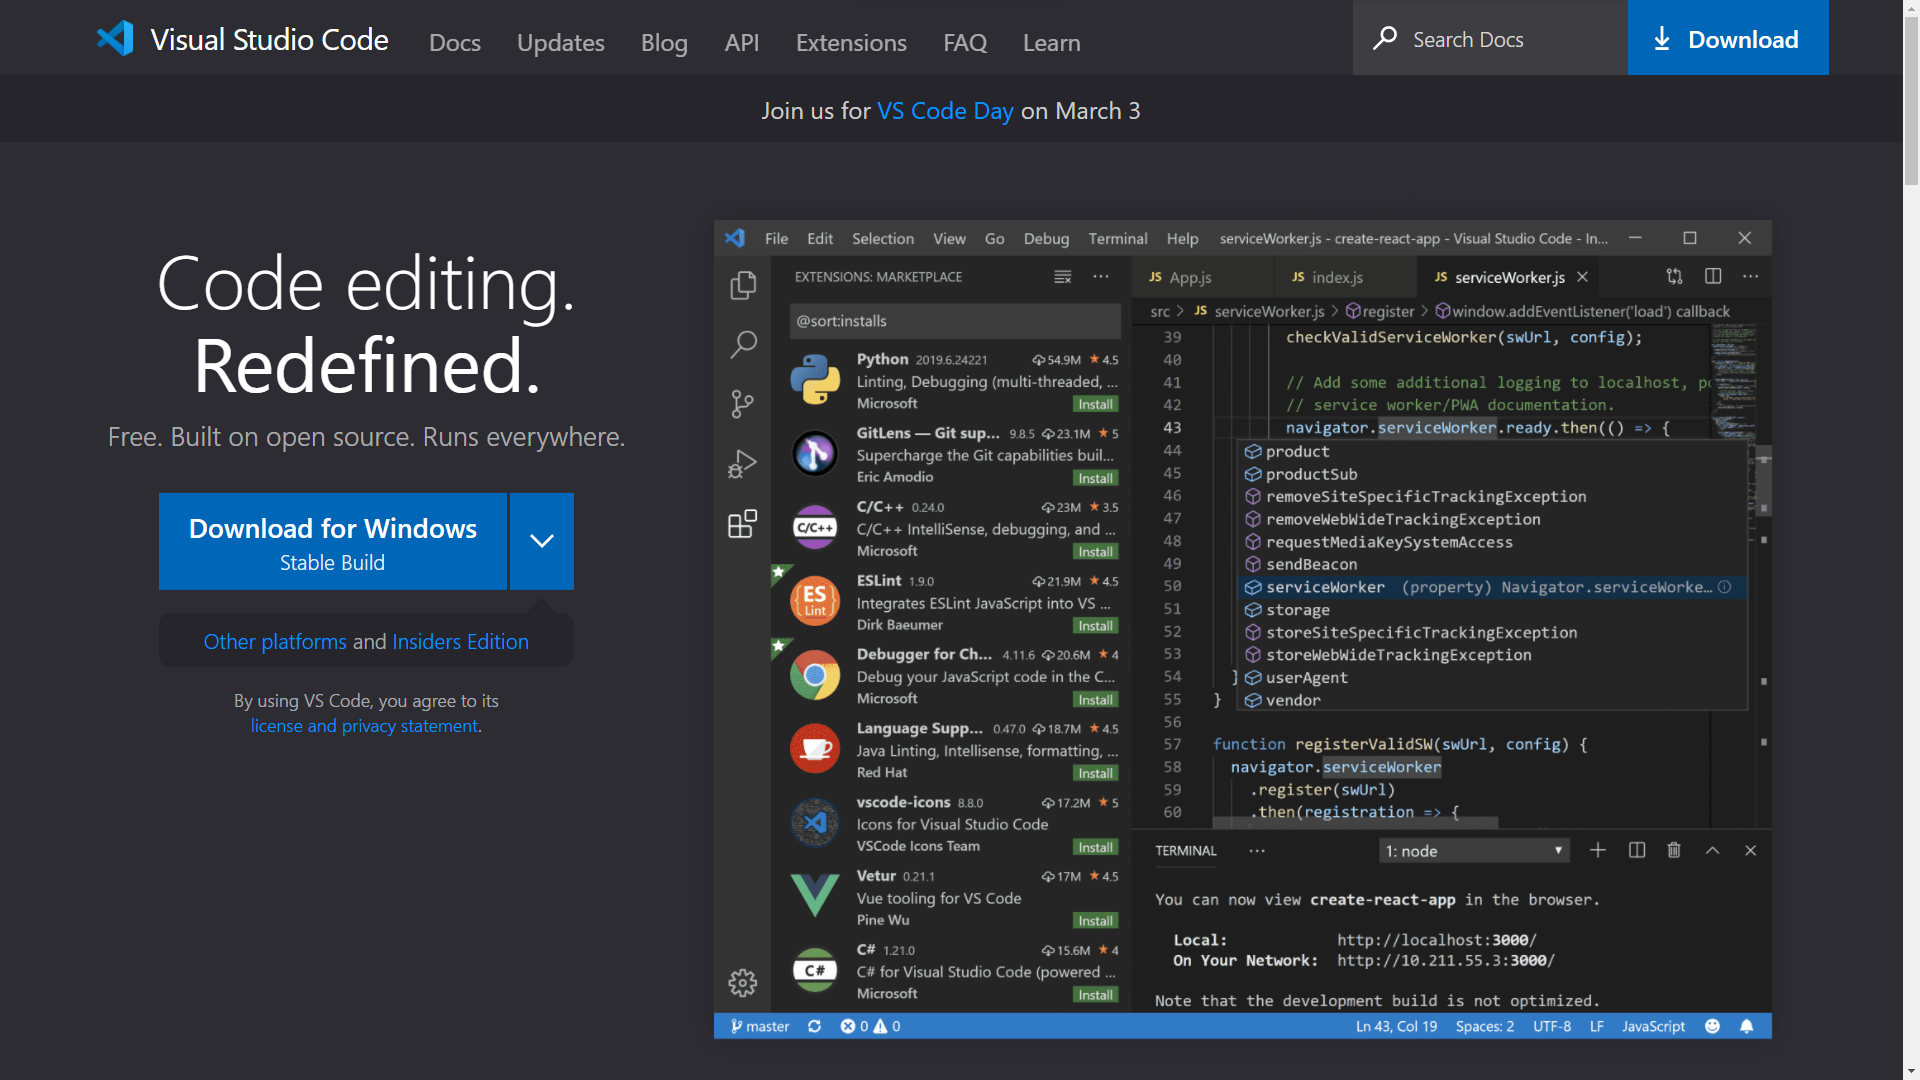 Visual Studio Code
Docs
Updates
Blog
API
Extensions
FAQ
Learn
Search Docs
Download
Join us for VS Code Day on March 3
Code editing.
Redefined.
Free. Built on open source. Runs everywhere.
Download for Windows
Stable Build
Other platforms and Insiders Edition
By using VS Code, you agree to its
license and privacy statement.
File Edit Selection View Go Debug Terminal Help serviceWorker.js - create-react-app - Visual Studio Code - In...
EXTENSIONS: MARKETPLACE
@sort:installs
Python 2019.6.24221 54.9M ★ 4.5
Linting, Debugging (multi-threaded, ...
Microsoft Install
GitLens — Git sup... 9.8.5 23.1M ★ 5
Supercharge the Git capabilities buil...
Eric Amodio Install
C/C++
C/C++ 0.24.0 23M ★ 3.5
C/C++ IntelliSense, debugging, and ...
Microsoft Install
ES
Lint
ESLint 1.9.0 21.9M ★ 4.5
Integrates ESLint JavaScript into VS ...
Dirk Baeumer Install
Debugger for Ch... 4.11.6 20.6M ★ 4
Debug your JavaScript code in the C...
Microsoft Install
Language Supp... 0.47.0 18.7M ★ 4.5
Java Linting, Intellisense, formatting, ...
Red Hat Install
vscode-icons 8.8.0 17.2M ★ 5
Icons for Visual Studio Code
VSCode Icons Team Install
Vetur 0.21.1 17M ★ 4.5
Vue tooling for VS Code
Pine Wu Install
C#
C# 1.21.0 15.6M ★ 4
C# for Visual Studio Code (powered ...
Microsoft Install
JS App.js JS index.js JS serviceWorker.js
src > JS serviceWorker.js > register > window.addEventListener('load') callback
39 checkValidServiceWorker(swUrl, config);
40
41 // Add some additional logging to localhost, po
42 // service worker/PWA documentation.
43 navigator.serviceWorker.ready.then(() => {
44 product
45 productSub
46 removeSiteSpecificTrackingException
47 removeWebWideTrackingException
48 requestMediaKeySystemAccess
49 sendBeacon
50 serviceWorker (property) Navigator.serviceWorke...
51 storage
52 storeSiteSpecificTrackingException
53 storeWebWideTrackingException
54 } userAgent
55 } vendor
56
57 function registerValidSW(swUrl, config) {
58 navigator.serviceWorker
59 .register(swUrl)
60 .then(registration => {
TERMINAL ... 1: node
You can now view create-react-app in the browser.
Local: http://localhost:3000/
On Your Network: http://10.211.55.3:3000/
Note that the development build is not optimized.
master 0 0 Ln 43, Col 19 Spaces: 2 UTF-8 LF JavaScript